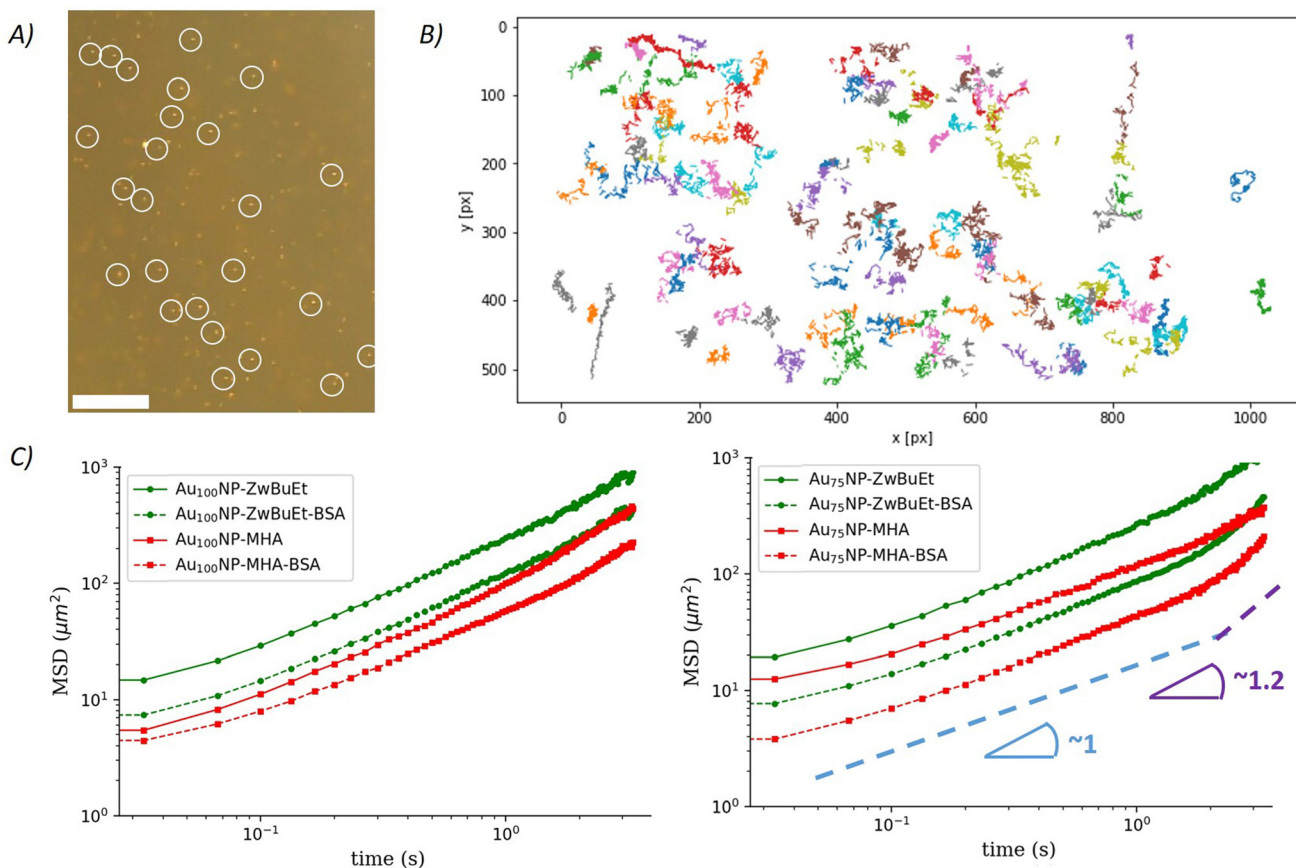 A)
B)
0
100
200
300
400
500
y [px]
0 200 400 600 800 1000
x [px]
C)
10³
10²
10¹
10⁰
MSD (μm²)
Au₁₀₀NP-ZwBuEt
Au₁₀₀NP-ZwBuEt-BSA
Au₁₀₀NP-MHA
Au₁₀₀NP-MHA-BSA
10⁻¹ 10⁰
time (s)
10³
10²
10¹
10⁰
MSD (μm²)
Au₇₅NP-ZwBuEt
Au₇₅NP-ZwBuEt-BSA
Au₇₅NP-MHA
Au₇₅NP-MHA-BSA
~1.2
~1
10⁻¹ 10⁰
time (s)